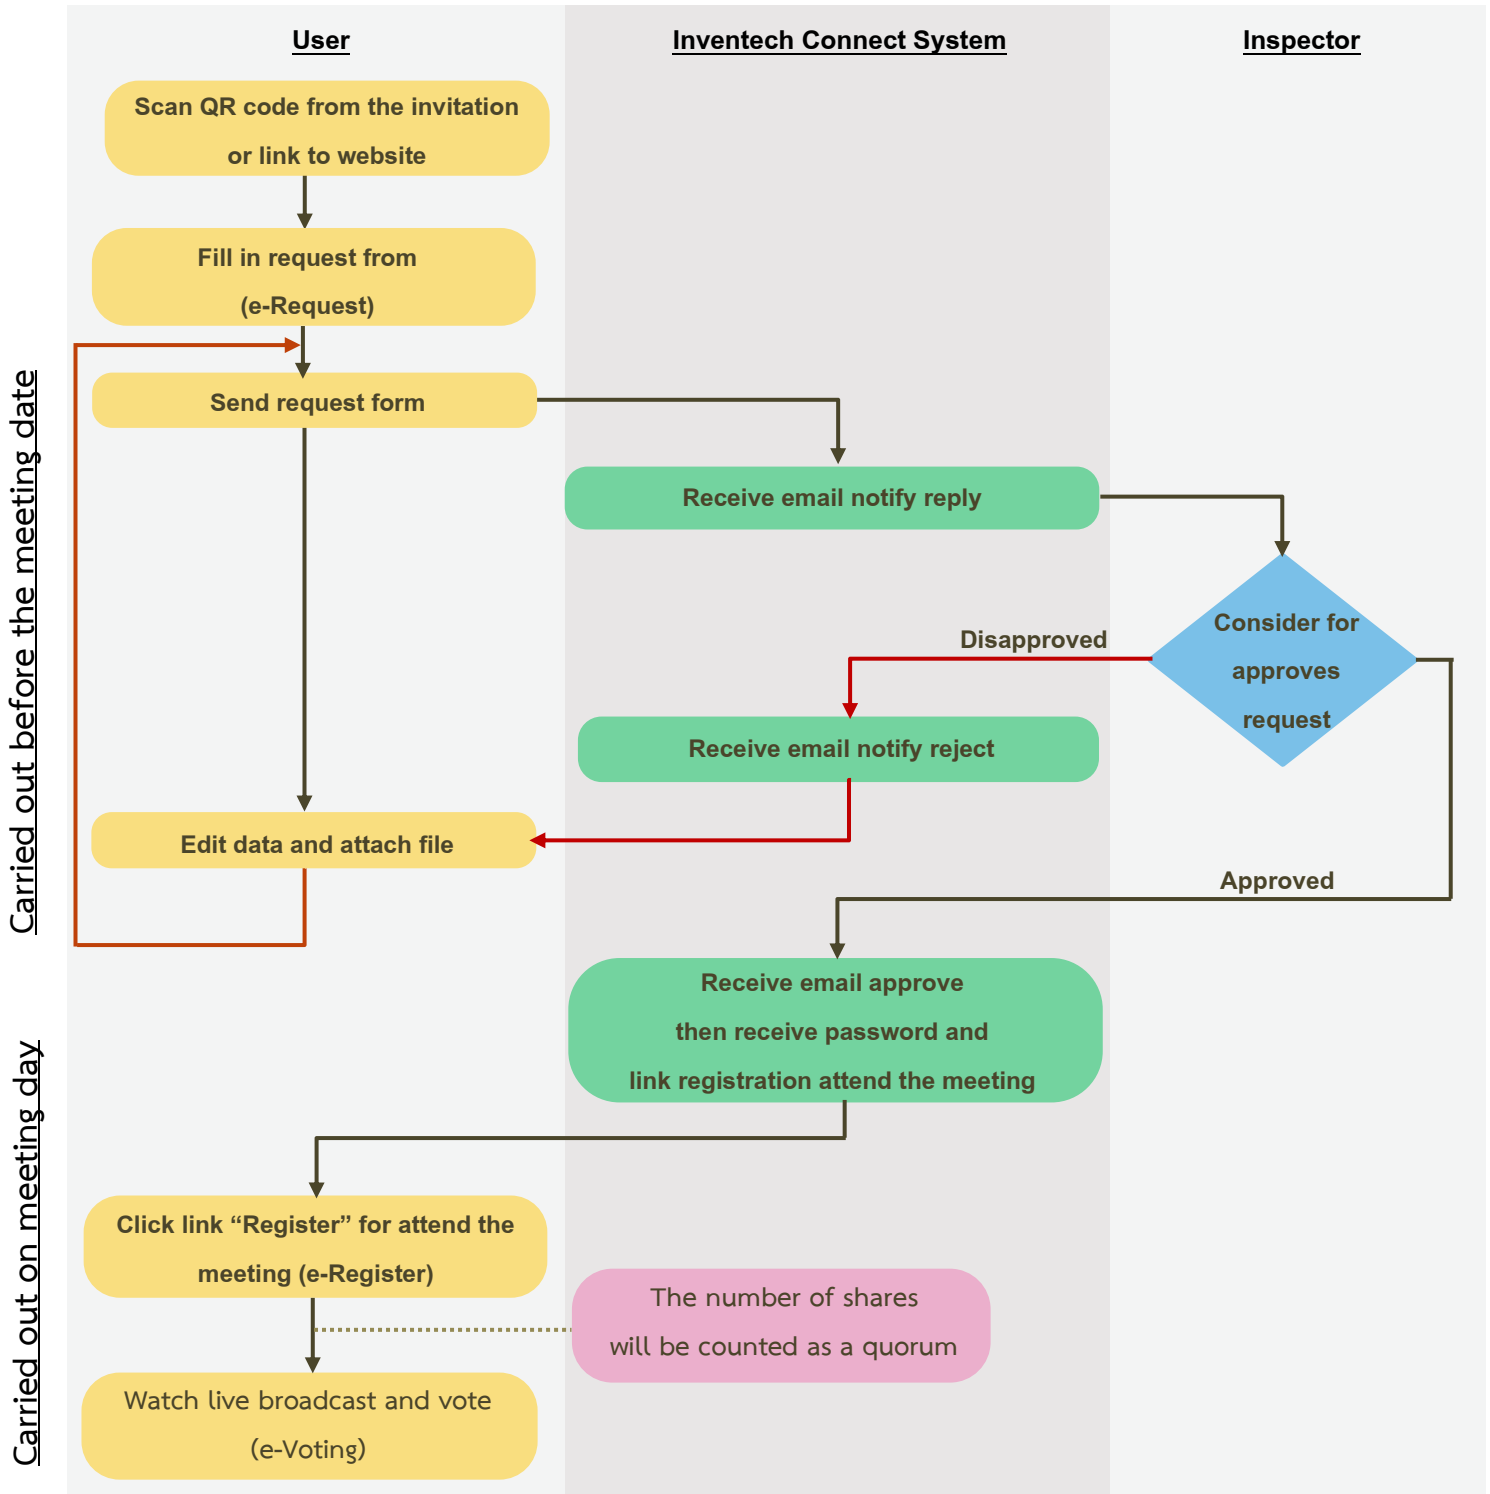 User
Inventech Connect System
Inspector
Scan QR code from the invitation
or link to website
Fill in request from
(e-Request)
Send request form
Receive email notify reply
Consider for
approves
request
Disapproved
Receive email notify reject
Edit data and attach file
Approved
Receive email approve
then receive password and
link registration attend the meeting
Click link “Register” for attend the
meeting (e-Register)
The number of shares
will be counted as a quorum
Watch live broadcast and vote
(e-Voting)
Carried out before the meeting date
Carried out on meeting day